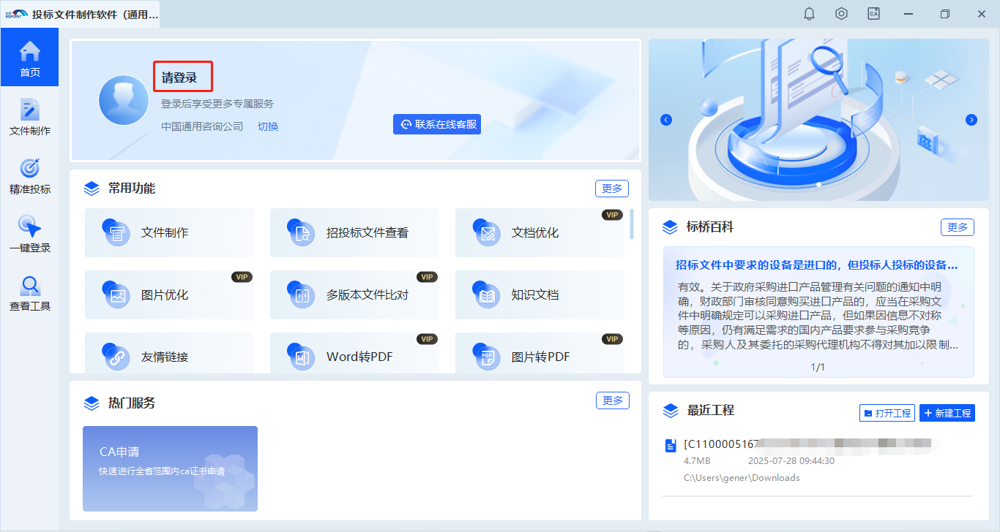 投标文件制作软件（通用...
CA
首页
文件制作
精准投标
一键登录
查看工具
请登录
登录后享受更多专属服务
中国通用咨询公司 切换
联系在线客服
常用功能
更多
文件制作
招投标文件查看
VIP
文档优化
VIP
图片优化
VIP
多版本文件比对
知识文档
友情链接
VIP
Word转PDF
VIP
PDF
图片转PDF
热门服务
更多
CA申请
快速进行全省范围内ca证书申请
标桥百科
更多
招标文件中要求的设备是进口的，但投标人投标的设备...
有效。关于政府采购进口产品管理有关问题的通知中明
确，财政部门审核同意购买进口产品的，应当在采购文
件中明确规定可以采购进口产品，但如果因信息不对称
等原因，仍有满足需求的国内产品要求参与采购竞争
的，采购人及其委托的采购代理机构不得对其加以限制...
1/1
最近工程
打开工程
新建工程
[C1100005167
4.7MB 2025-07-28 09:44:30
C:\Users\gener\Downloads